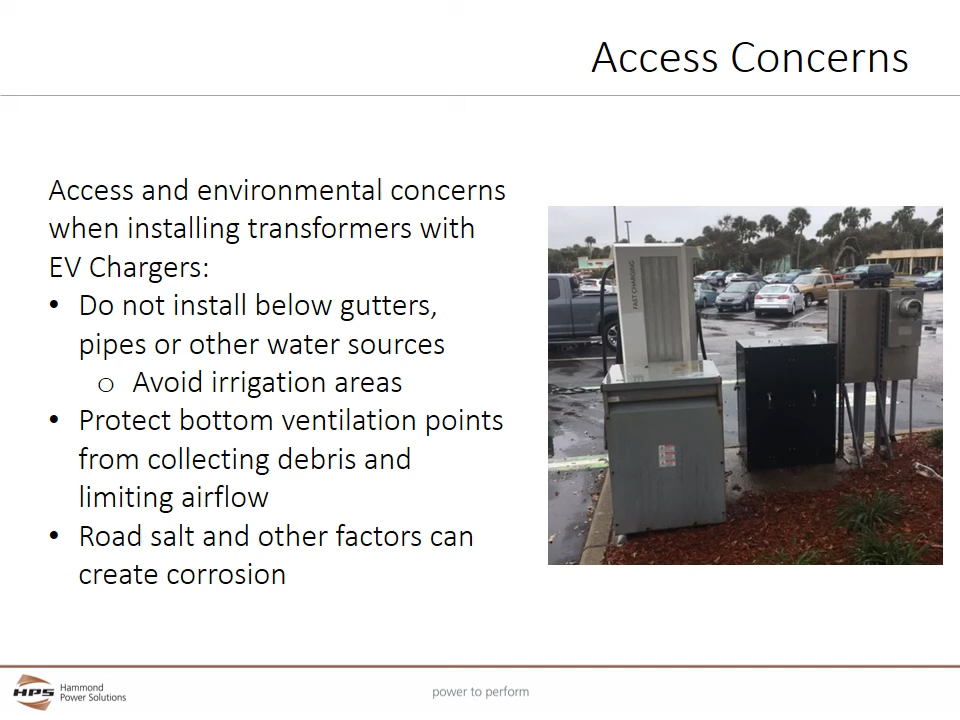 Access Concerns
Access and environmental concerns
when installing transformers with
EV Chargers:
• Do not install below gutters,
pipes or other water sources
o Avoid irrigation areas
• Protect bottom ventilation points
from collecting debris and
limiting airflow
• Road salt and other factors can
create corrosion
FAST CHARGING
HPS
Hammond
Power Solutions
power to perform